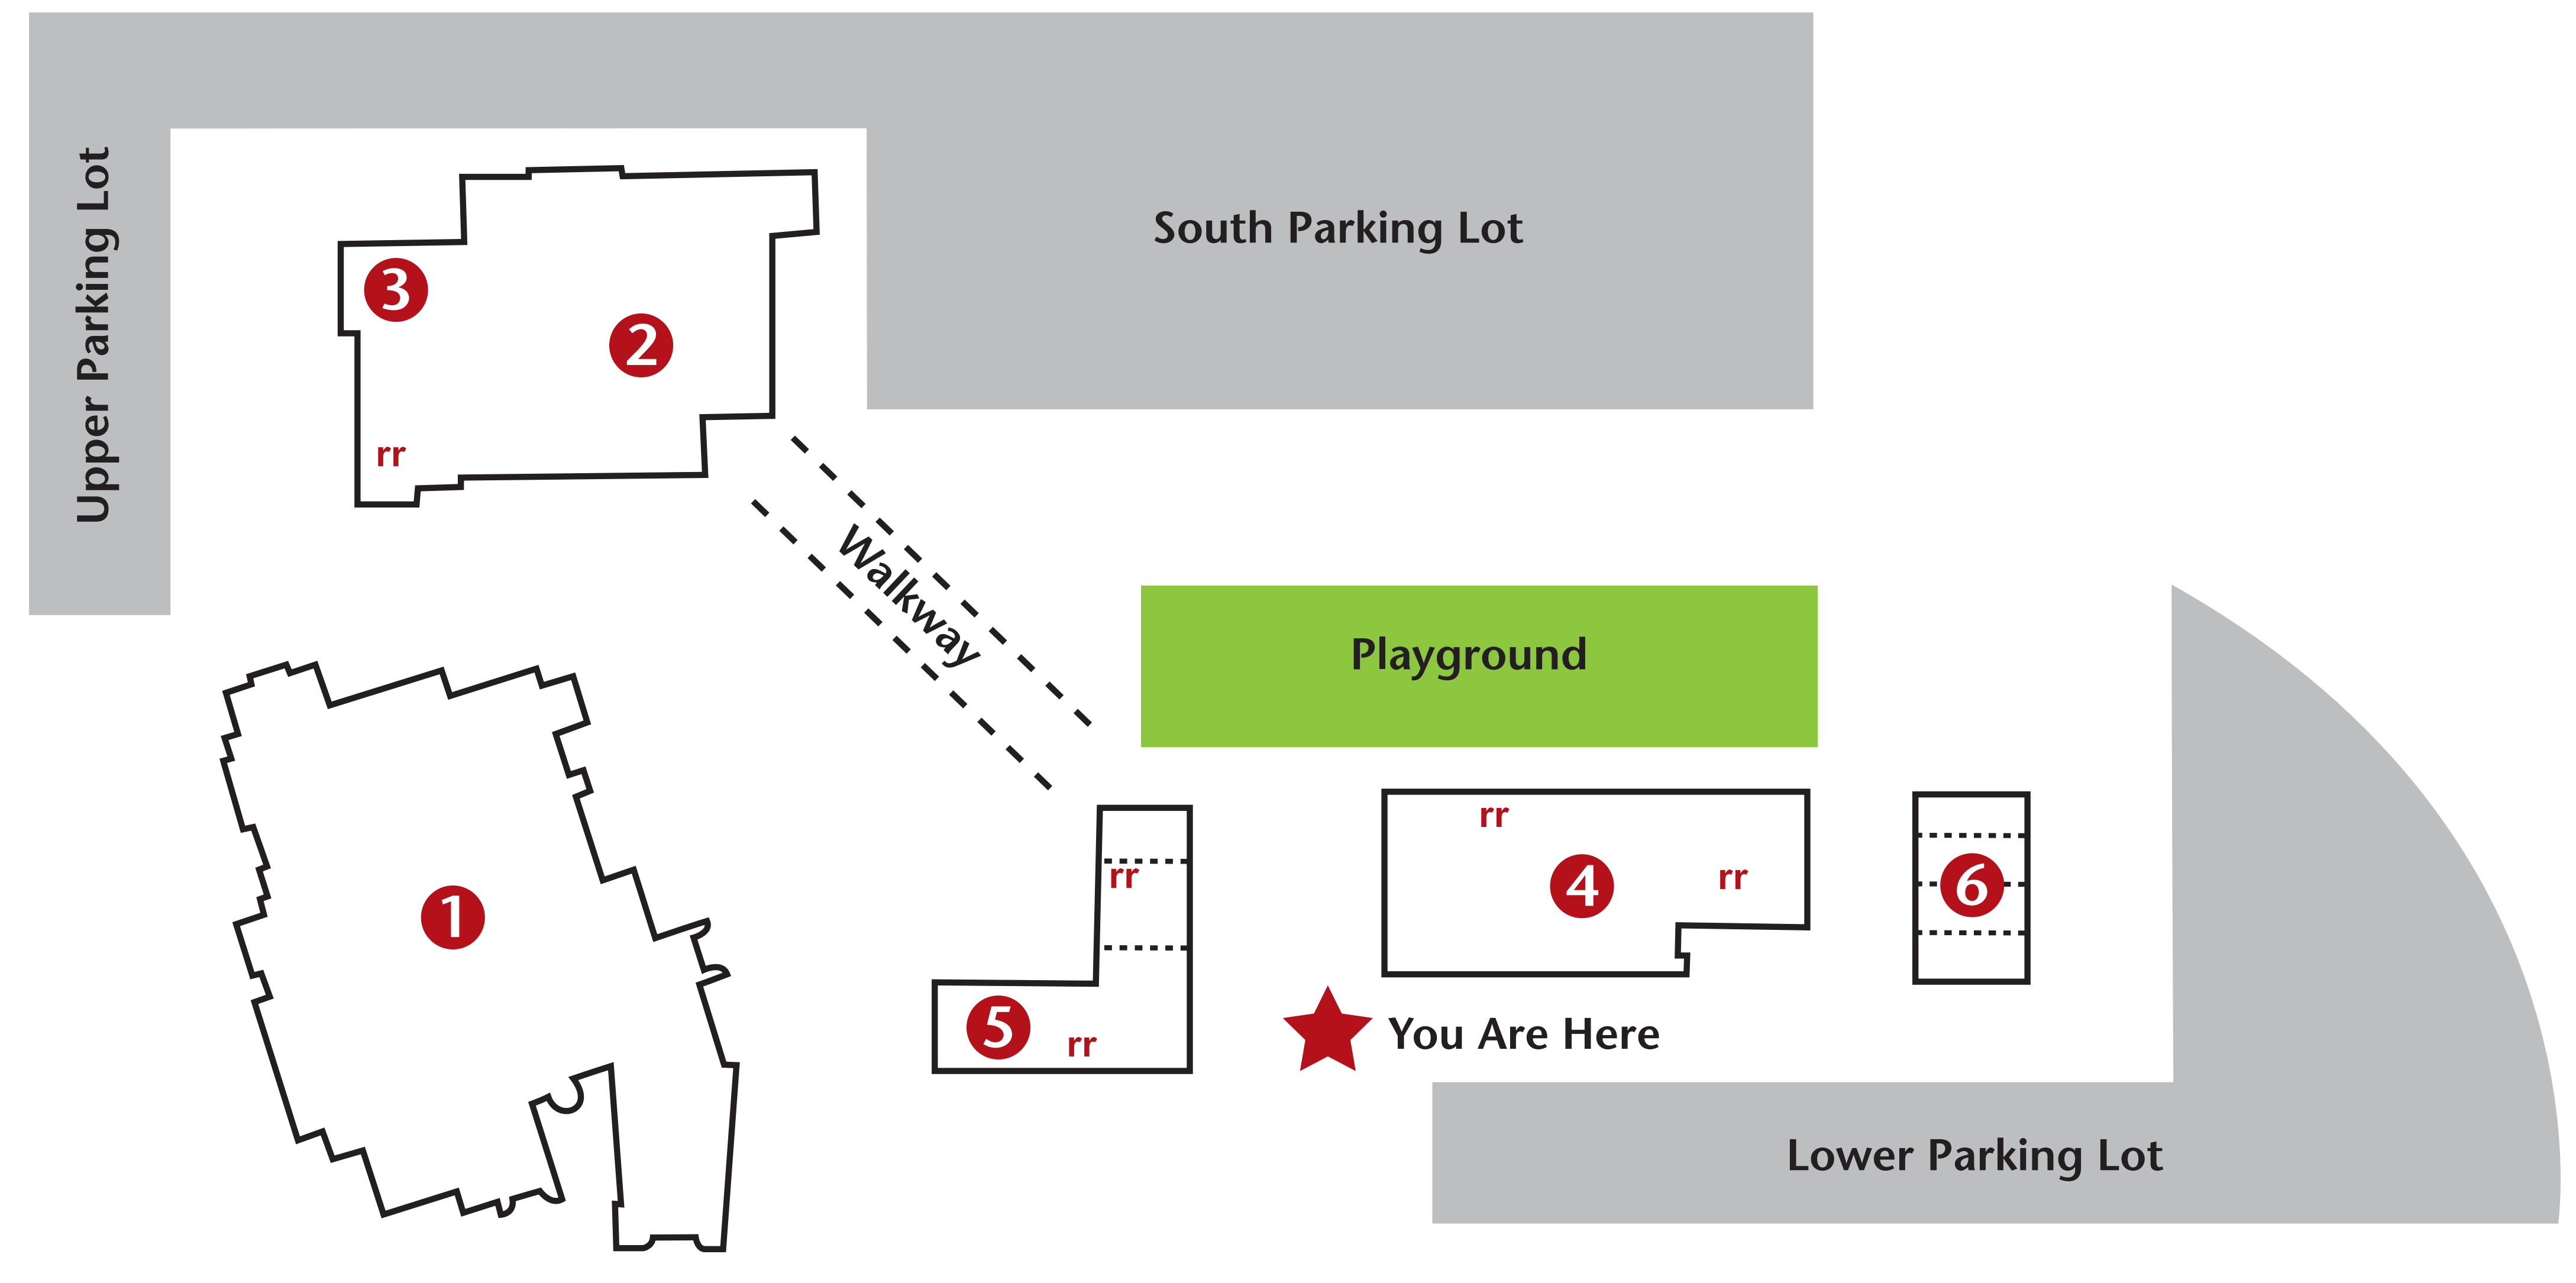 South Parking Lot
Upper Parking Lot
3
2
rr
Walkway
Playground
rr
4
rr
6
rr
1
5
rr
You Are Here
Lower Parking Lot